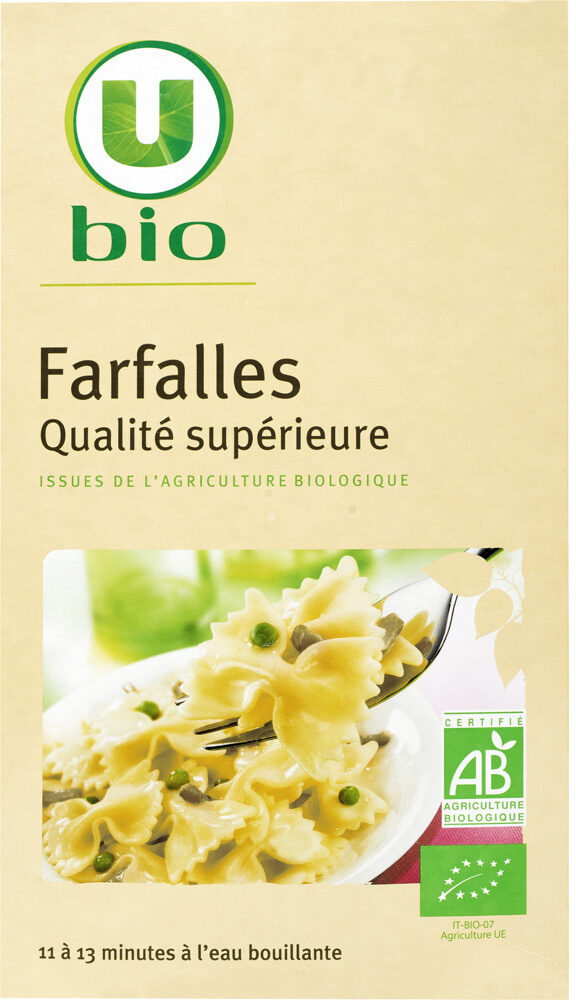 U
bio
Farfalles
Qualité supérieure
ISSUES DE L'AGRICULTURE BIOLOGIQUE
CERTIFIÉ
AB
AGRICULTURE
BIOLOGIQUE
IT-BIO-07
Agriculture UE
11 à 13 minutes à l'eau bouillante